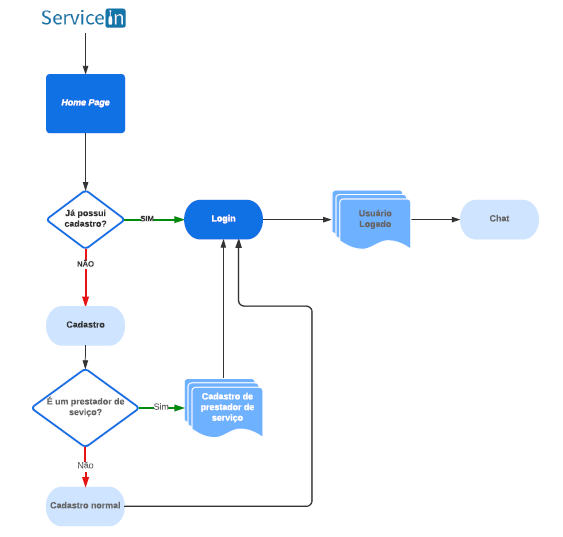 ServiceIn
Home Page
Já possui
cadastro?
SIM
Login
Usuário
Logado
Chat
NÃO
Cadastro
É um prestador de
seviço?
Sim
Cadastro de
prestador de
serviço
Não
Cadastro normal